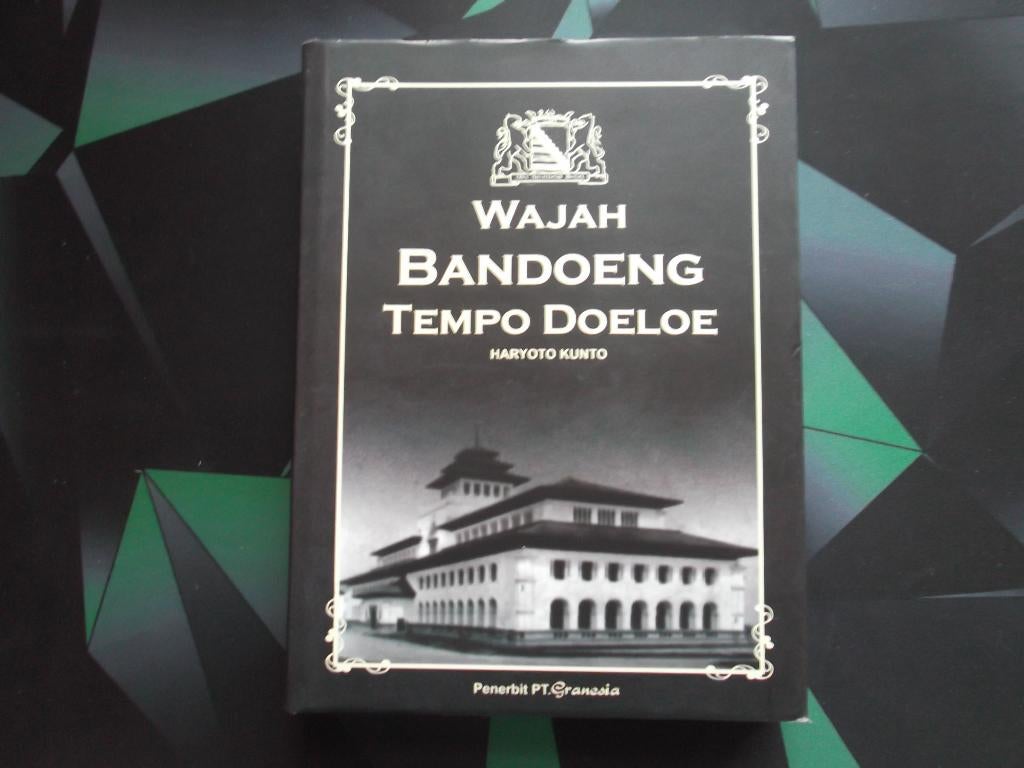 WAJAH
BANDOENG
TEMPO DOELOE
HARYOTO KUNTO
Penerbit PT. Granesia